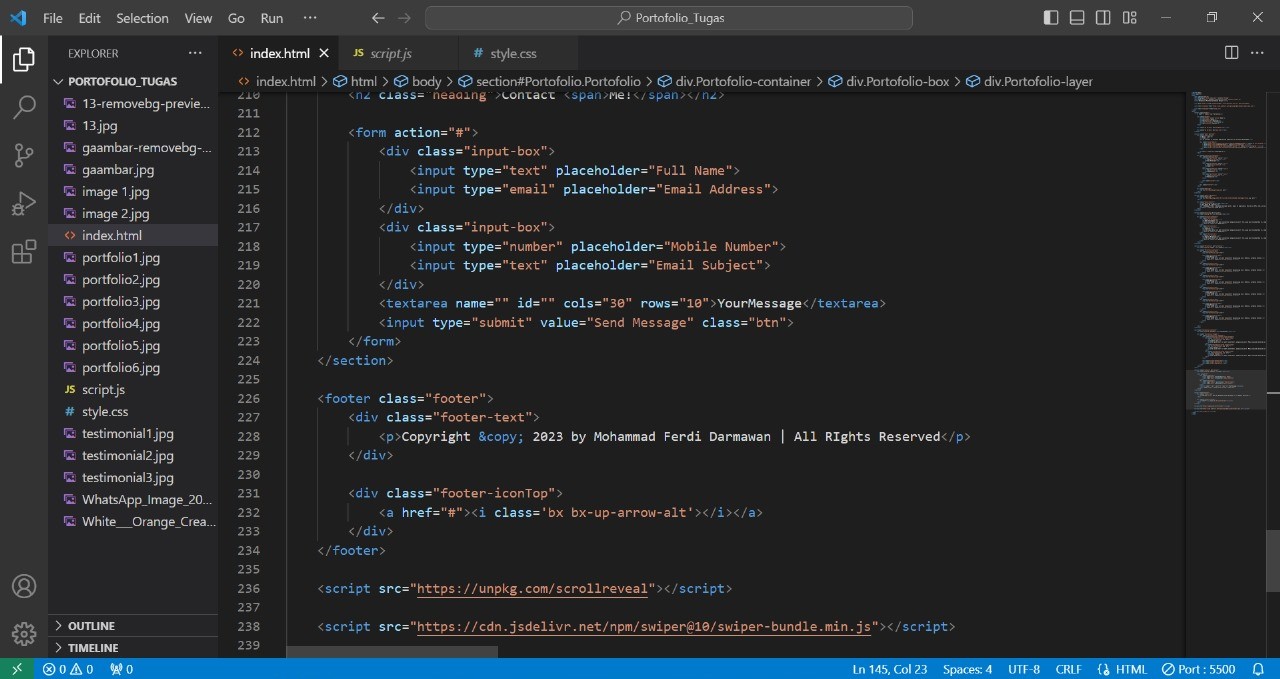 File Edit Selection View Go Run ··· Portofolio_Tugas
EXPLORER ···
PORTOFOLIO_TUGAS
13-removebg-previe...
13.jpg
gaambar-removebg-...
gaambar.jpg
image 1.jpg
image 2.jpg
index.html
portfolio1.jpg
portfolio2.jpg
portfolio3.jpg
portfolio4.jpg
portfolio5.jpg
portfolio6.jpg
JS script.js
# style.css
testimonial1.jpg
testimonial2.jpg
testimonial3.jpg
WhatsApp_Image_20...
White___Orange_Crea...
OUTLINE
TIMELINE
<> index.html × JS script.js # style.css
<> index.html > html > body > section#Portofolio.Portofolio > div.Portofolio-container > div.Portofolio-box > div.Portofolio-layer
210 <h2 class="heading">Contact <span>Me!</span></h2>
211
212 <form action="#">
213 <div class="input-box">
214 <input type="text" placeholder="Full Name">
215 <input type="email" placeholder="Email Address">
216 </div>
217 <div class="input-box">
218 <input type="number" placeholder="Mobile Number">
219 <input type="text" placeholder="Email Subject">
220 </div>
221 <textarea name="" id="" cols="30" rows="10">YourMessage</textarea>
222 <input type="submit" value="Send Message" class="btn">
223 </form>
224 </section>
225
226 <footer class="footer">
227 <div class="footer-text">
228 <p>Copyright &copy; 2023 by Mohammad Ferdi Darmawan | All RIghts Reserved</p>
229 </div>
230
231 <div class="footer-iconTop">
232 <a href="#"><i class='bx bx-up-arrow-alt'></i></a>
233 </div>
234 </footer>
235
236 <script src="https://unpkg.com/scrollreveal"></script>
237
238 <script src="https://cdn.jsdelivr.net/npm/swiper@10/swiper-bundle.min.js"></script>
239
0 0 0 Ln 145, Col 23 Spaces: 4 UTF-8 CRLF HTML Port : 5500